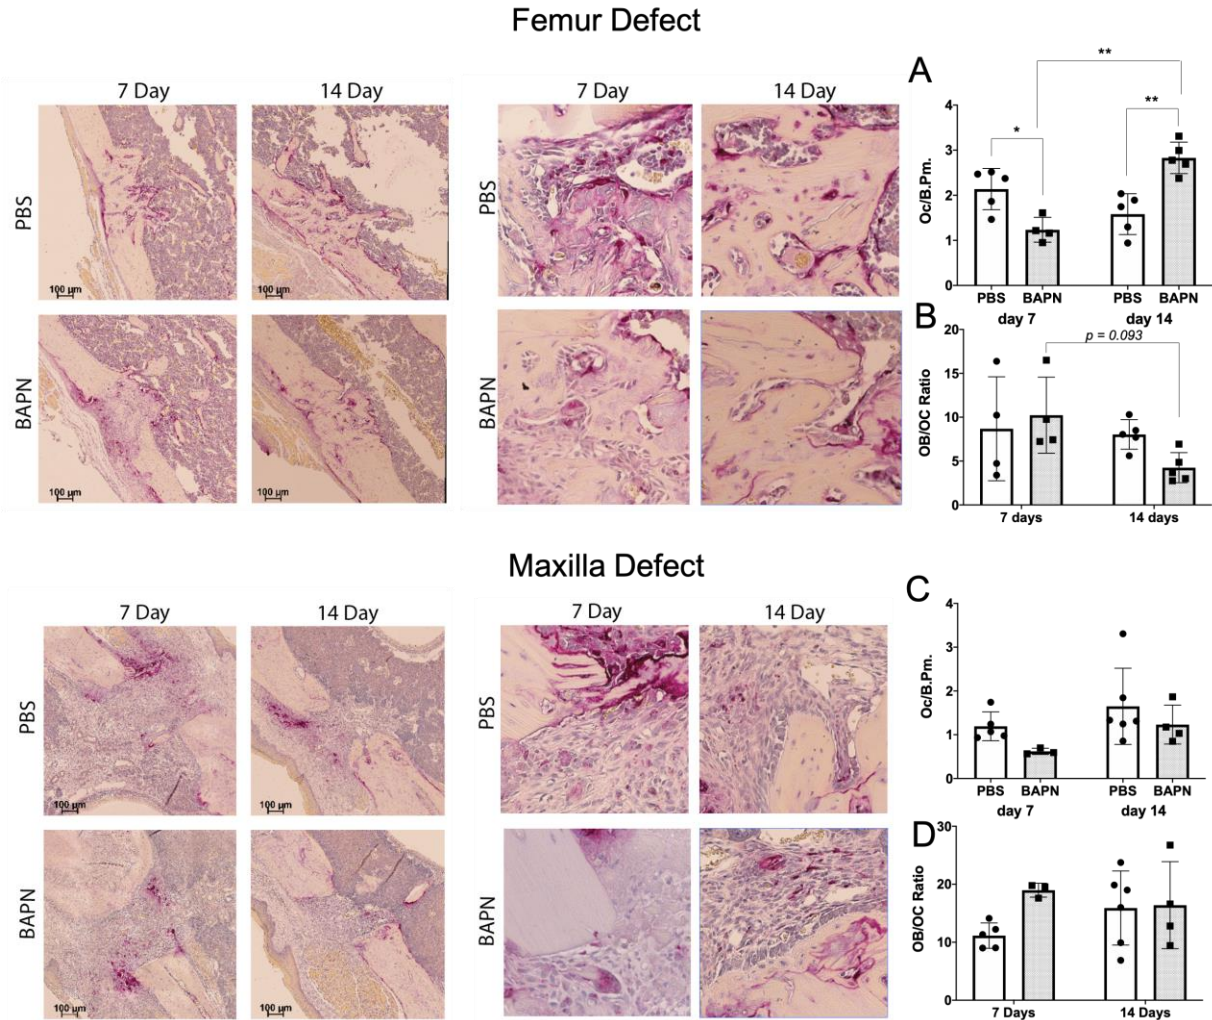 Femur Defect
7 Day
14 Day
PBS
BAPN
100 µm
100 µm
100 µm
100 µm
7 Day
14 Day
PBS
BAPN
A
**
*
**
Oc/B.Pm.
4
3
2
1
0
PBS BAPN PBS BAPN
day 7 day 14
B
p = 0.093
OB/OC Ratio
20
15
10
5
0
7 days 14 days
Maxilla Defect
7 Day
14 Day
PBS
BAPN
100 µm
100 µm
100 µm
100 µm
7 Day
14 Day
PBS
BAPN
C
Oc/B.Pm.
4
3
2
1
0
PBS BAPN PBS BAPN
day 7 day 14
D
OB/OC Ratio
30
20
10
0
7 Days 14 Days